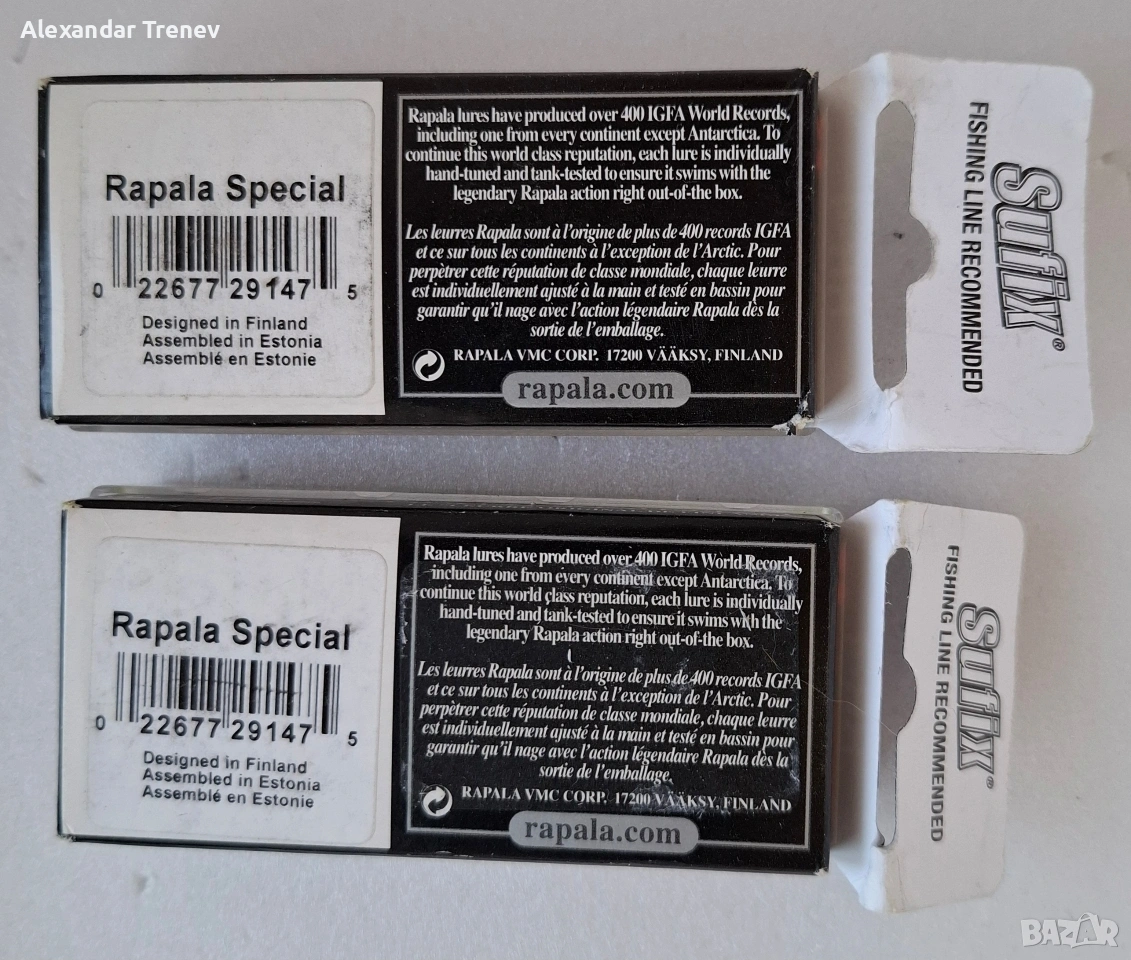 Alexandar Trenev
Rapala Special
0 22677 29147 5
Designed in Finland
Assembled in Estonia
Assemblé en Estonie
Rapala lures have produced over 400 IGFA World Records,
including one from every continent except Antarctica. To
continue this world class reputation, each lure is individually
hand-tuned and tank-tested to ensure it swims with the
legendary Rapala action right out-of-the box.
Les leurres Rapala sont à l'origine de plus de 400 records IGFA
et ce sur tous les continents à l'exception de l'Arctic. Pour
perpètrer cette réputation de classe mondiale, chaque leurre
est individuellement ajusté à la main et testé en bassin pour
garantir qu'il nage avec l'action légendaire Rapala dès la
sortie de l'emballage.
RAPALA VMC CORP. 17200 VÄÄKSY, FINLAND
rapala.com
Sufix®
FISHING LINE RECOMMENDED
Rapala Special
0 22677 29147 5
Designed in Finland
Assembled in Estonia
Assemblé en Estonie
Rapala lures have produced over 400 IGFA World Records,
including one from every continent except Antarctica. To
continue this world class reputation, each lure is individually
hand-tuned and tank-tested to ensure it swims with the
legendary Rapala action right out-of-the box.
Les leurres Rapala sont à l'origine de plus de 400 records IGFA
et ce sur tous les continents à l'exception de l'Arctic. Pour
perpètrer cette réputation de classe mondiale, chaque leurre
est individuellement ajusté à la main et testé en bassin pour
garantir qu'il nage avec l'action légendaire Rapala dès la
sortie de l'emballage.
RAPALA VMC CORP. 17200 VÄÄKSY, FINLAND
rapala.com
Sufix®
FISHING LINE RECOMMENDED
BAZAR